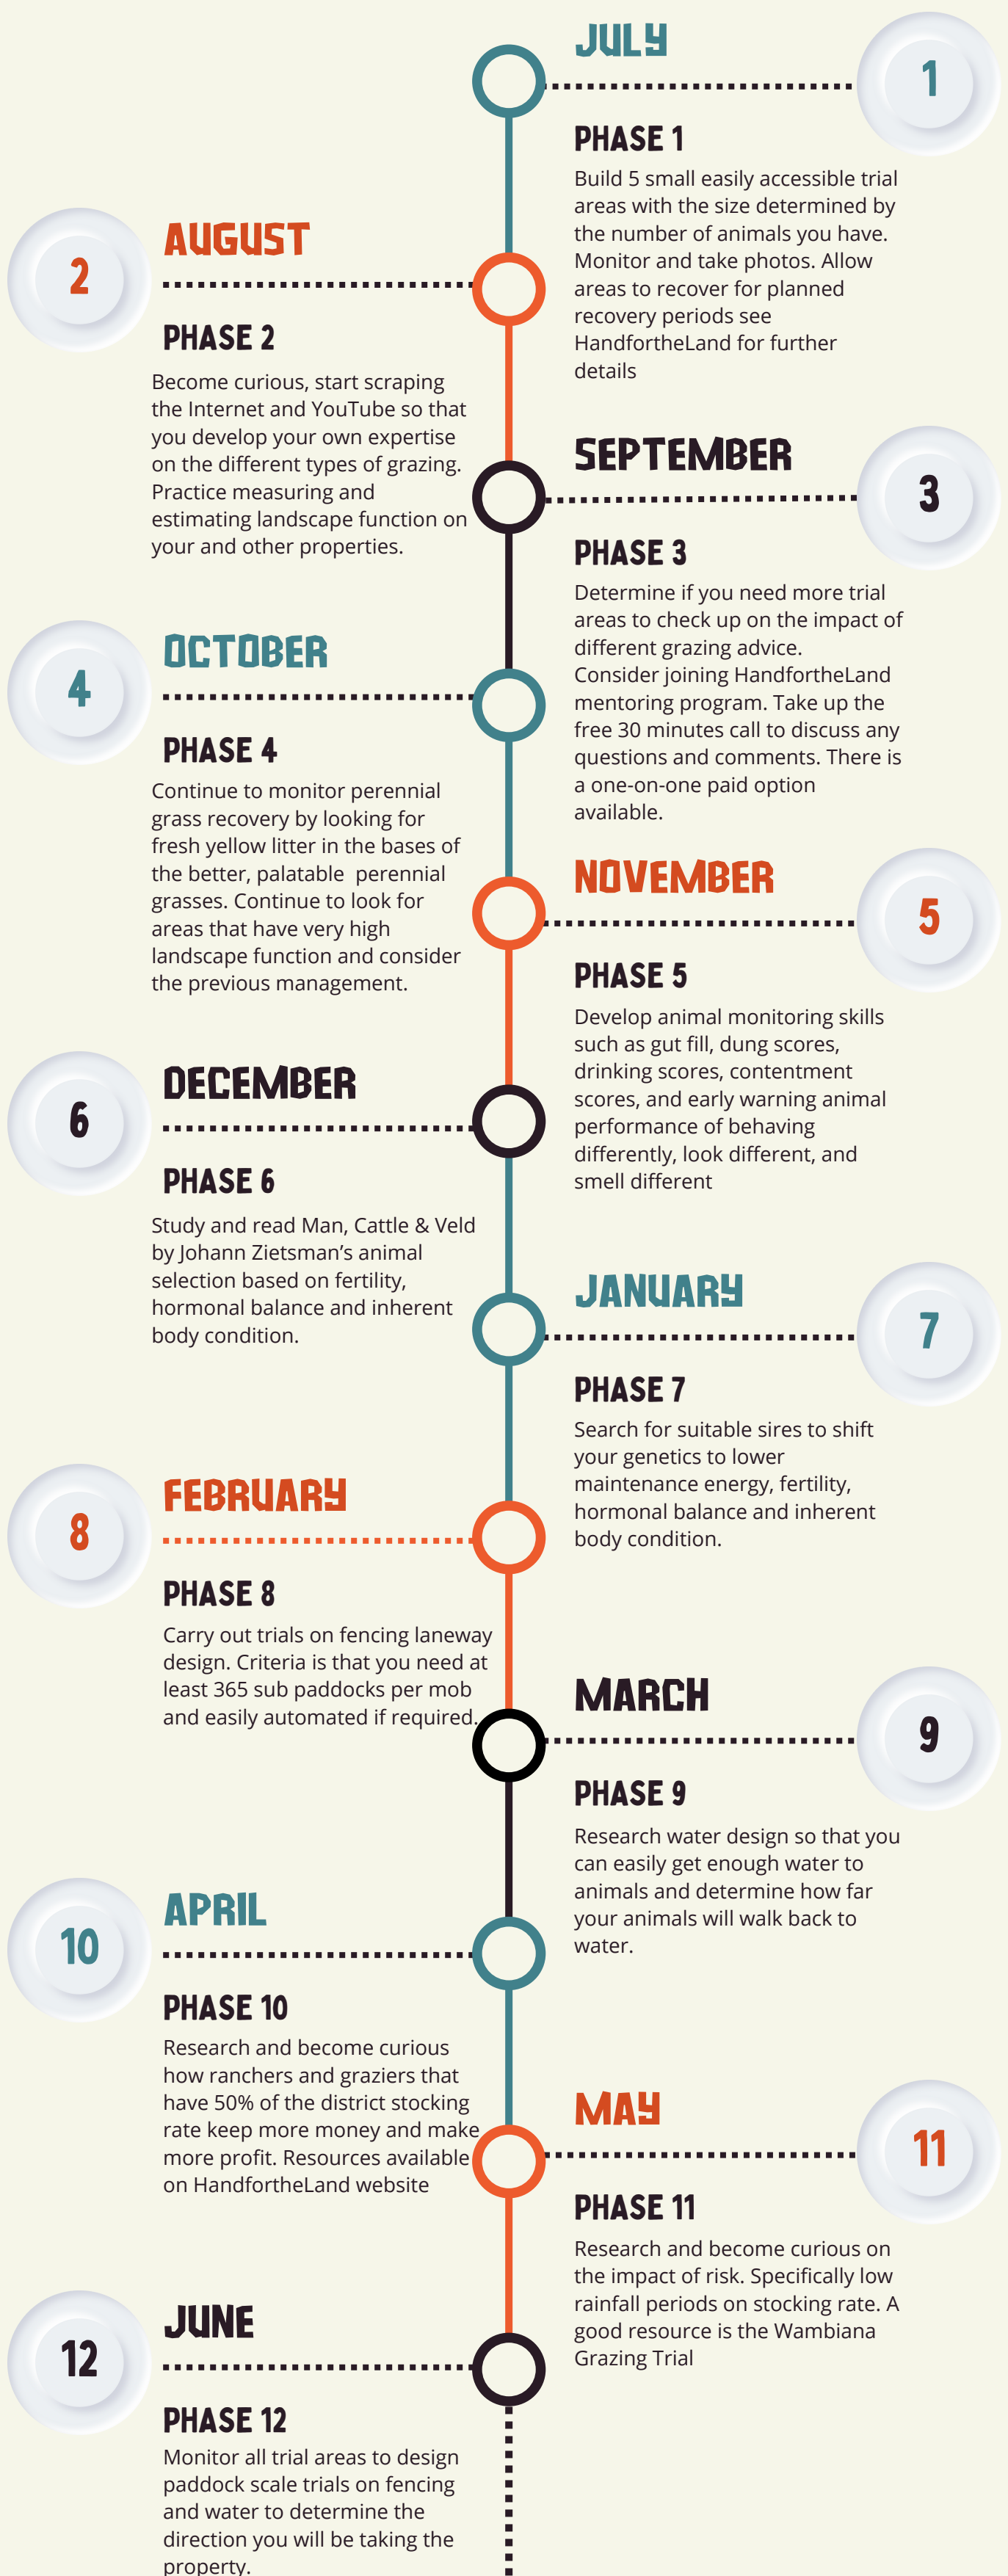 JULY
1
PHASE 1
Build 5 small easily accessible trial
areas with the size determined by
the number of animals you have.
Monitor and take photos. Allow
areas to recover for planned
recovery periods see
HandfortheLand for further
details
2
AUGUST
PHASE 2
Become curious, start scraping
the Internet and YouTube so that
you develop your own expertise
on the different types of grazing.
Practice measuring and
estimating landscape function on
your and other properties.
SEPTEMBER
3
PHASE 3
Determine if you need more trial
areas to check up on the impact of
different grazing advice.
Consider joining HandfortheLand
mentoring program. Take up the
free 30 minutes call to discuss any
questions and comments. There is
a one-on-one paid option
available.
4
OCTOBER
PHASE 4
Continue to monitor perennial
grass recovery by looking for
fresh yellow litter in the bases of
the better, palatable  perennial
grasses. Continue to look for
areas that have very high
landscape function and consider
the previous management.
NOVEMBER
5
PHASE 5
Develop animal monitoring skills
such as gut fill, dung scores,
drinking scores, contentment
scores, and early warning animal
performance of behaving
differently, look different, and
smell different
6
DECEMBER
PHASE 6
Study and read Man, Cattle & Veld
by Johann Zietsman’s animal
selection based on fertility,
hormonal balance and inherent
body condition.
JANUARY
7
PHASE 7
Search for suitable sires to shift
your genetics to lower
maintenance energy, fertility,
hormonal balance and inherent
body condition.
8
FEBRUARY
PHASE 8
Carry out trials on fencing laneway
design. Criteria is that you need at
least 365 sub paddocks per mob
and easily automated if required.
MARCH
9
PHASE 9
Research water design so that you
can easily get enough water to
animals and determine how far
your animals will walk back to
water.
10
APRIL
PHASE 10
Research and become curious
how ranchers and graziers that
have 50% of the district stocking
rate keep more money and make
more profit. Resources available
on HandfortheLand website
MAY
11
PHASE 11
Research and become curious on
the impact of risk. Specifically low
rainfall periods on stocking rate. A
good resource is the Wambiana
Grazing Trial
12
JUNE
PHASE 12
Monitor all trial areas to design
paddock scale trials on fencing
and water to determine the
direction you will be taking the
property.